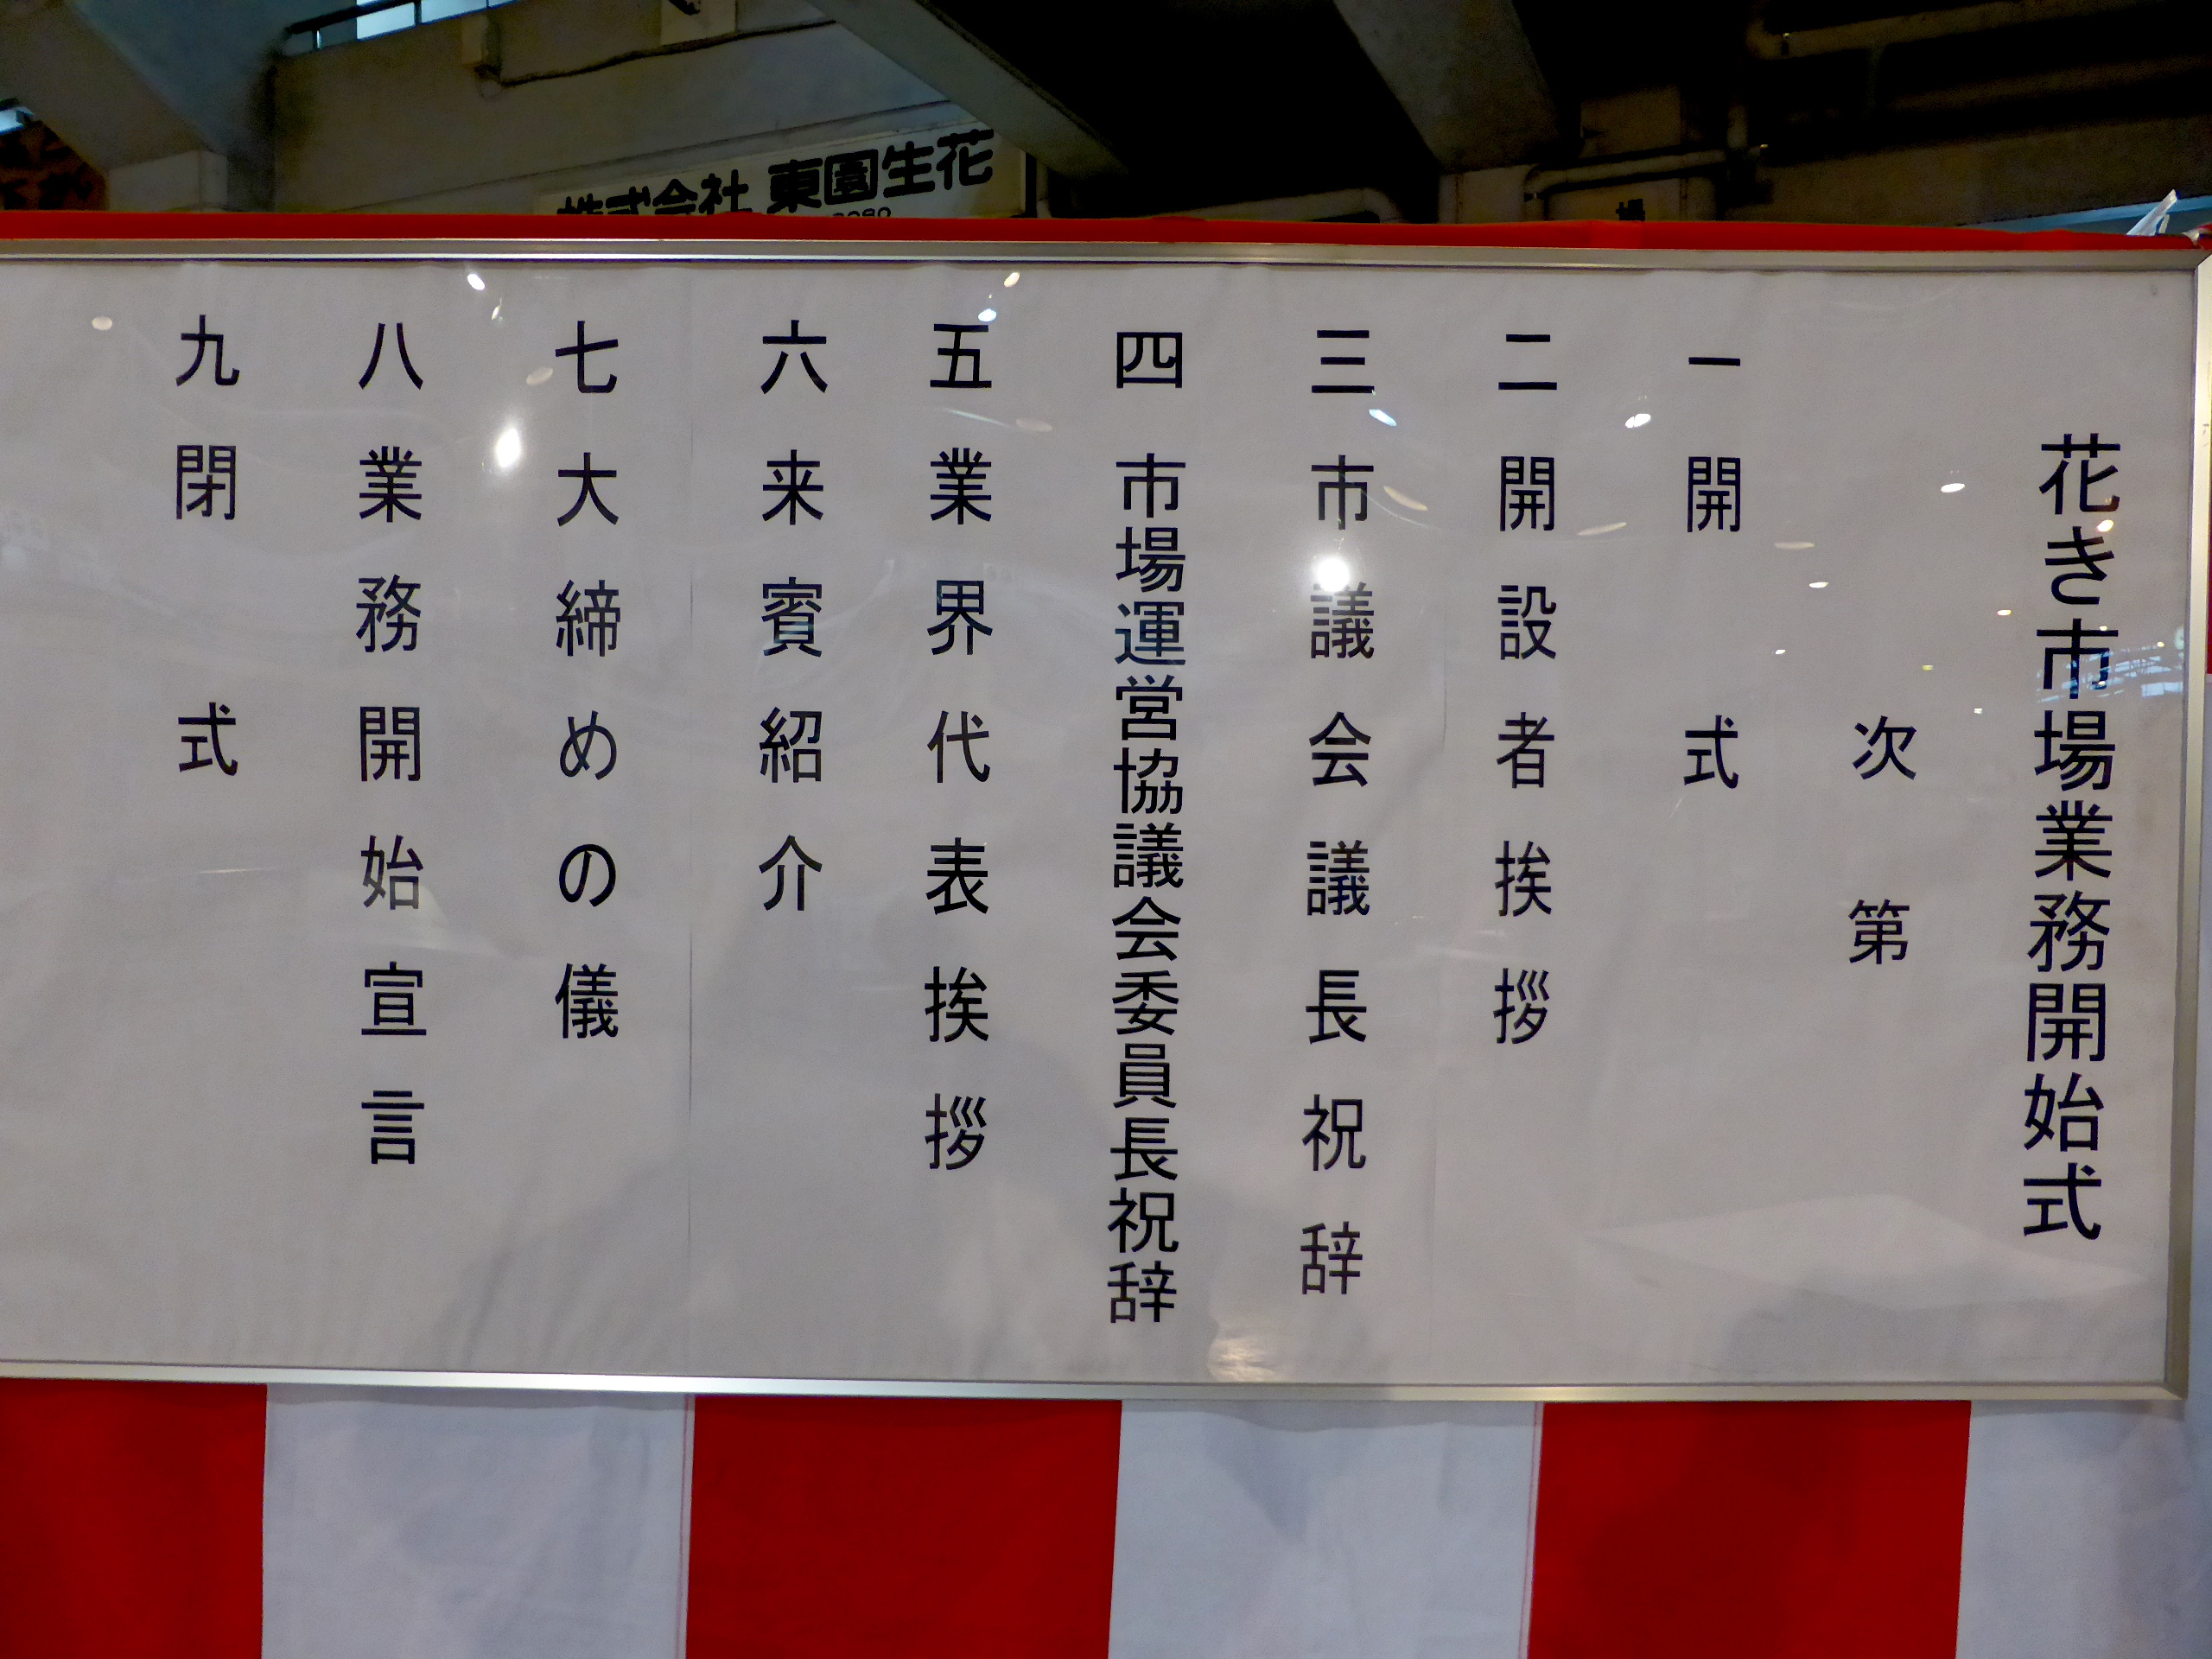 株式会社 東園生花
花き市場業務開始式
次第
一 開式
二 開設者挨拶
三 市議会議長祝辞
四 市場運営協議会委員長祝辞
五 業界代表挨拶
六 来賓紹介
七 大締めの儀
八 業務開始宣言
九 閉式